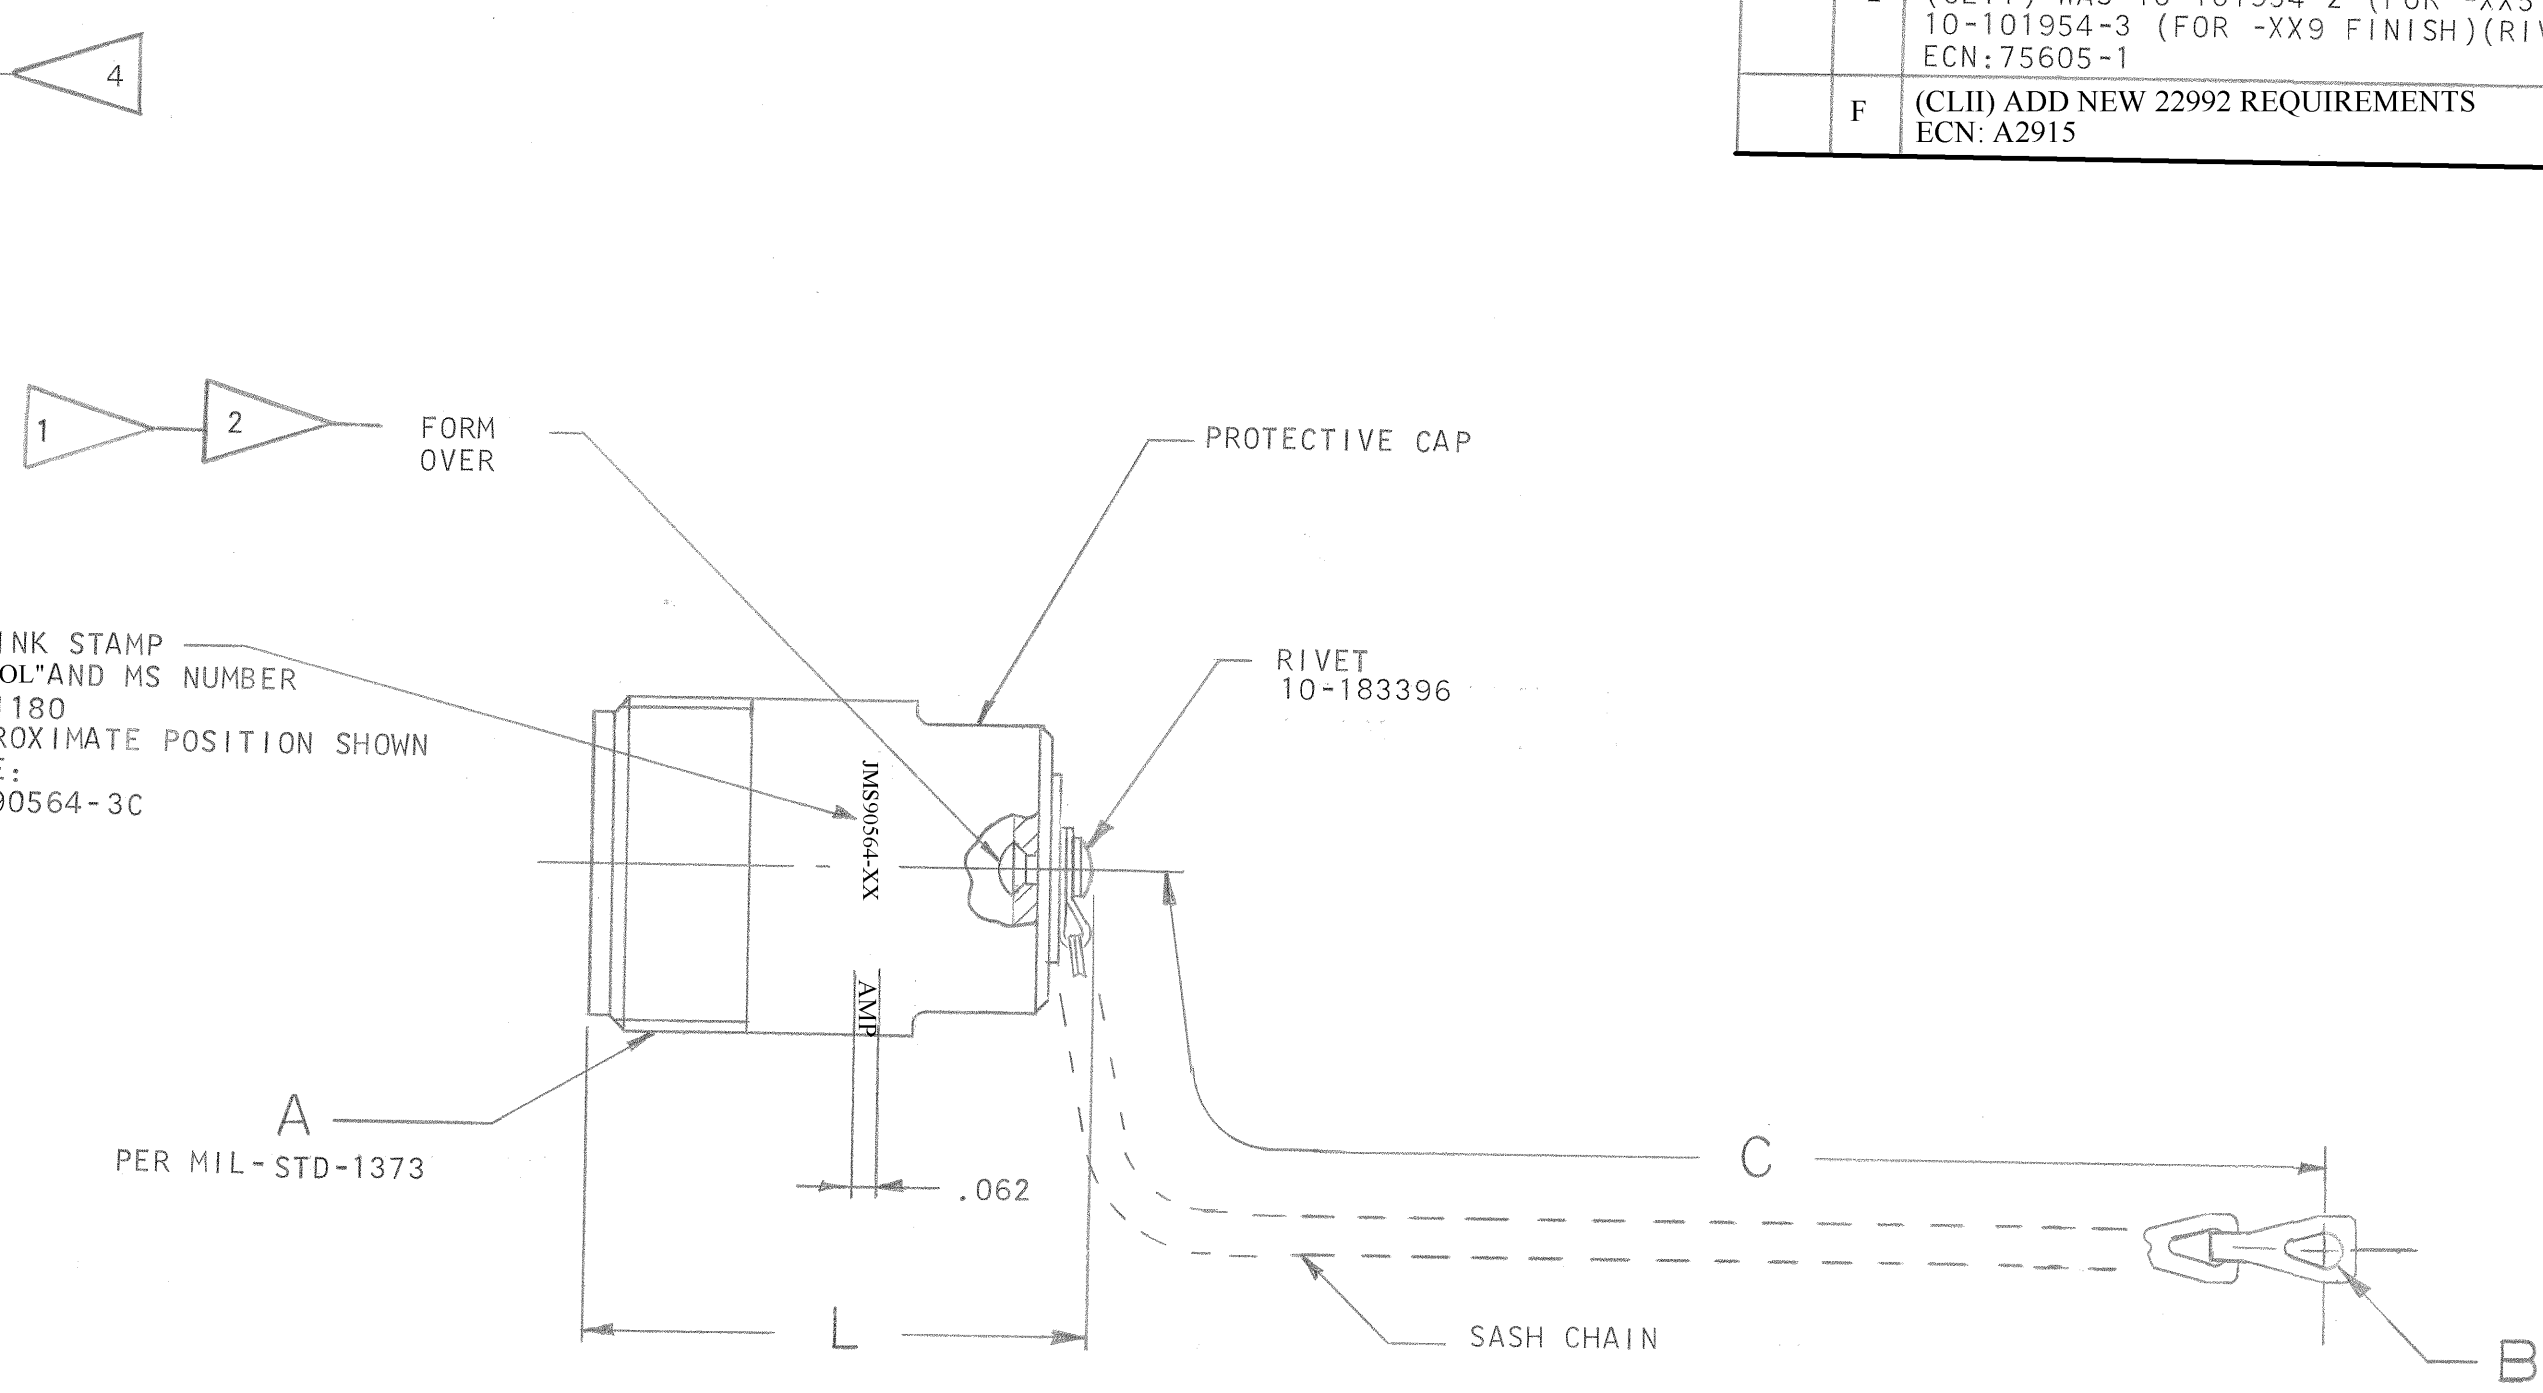 10-101954-3 (FOR -XX9 FINISH)
ECN:75605-1
F
(CLII) ADD NEW 22992 REQUIREMENTS
ECN: A2915
4
1
2
FORM
OVER
PROTECTIVE CAP
INK STAMP
OL" AND MS NUMBER
180
APPROXIMATE POSITION SHOWN
90564-3C
RIVET
10-183396
JMS90564-XX
AMP
A
PER MIL-STD-1373
.062
C
L
SASH CHAIN
B